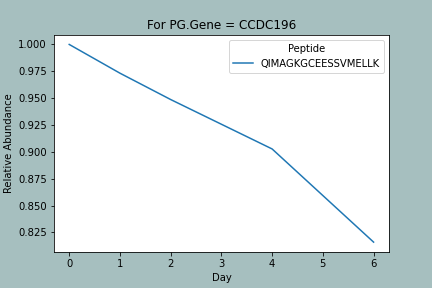 For PG.Gene = CCDC196
Peptide
QIMAGKGCEESSVMELLK
Relative Abundance
1.000
0.975
0.950
0.925
0.900
0.875
0.850
0.825
0 1 2 3 4 5 6
Day